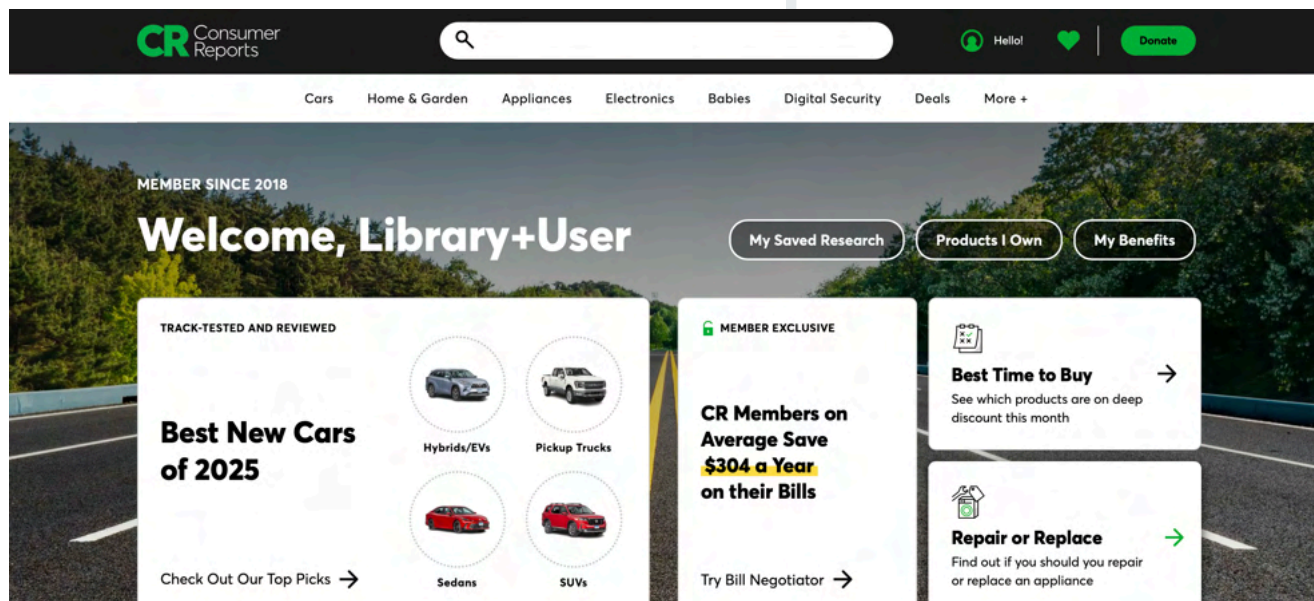 CR Consumer
Reports
Hello!
Donate
Cars Home & Garden Appliances Electronics Babies Digital Security Deals More +
MEMBER SINCE 2018
Welcome, Library+User
My Saved Research Products I Own My Benefits
TRACK-TESTED AND REVIEWED
Best New Cars
of 2025
Hybrids/EVs Pickup Trucks
Sedans SUVs
Check Out Our Top Picks →
MEMBER EXCLUSIVE
CR Members on
Average Save
$304 a Year
on their Bills
Try Bill Negotiator →
Best Time to Buy →
See which products are on deep
discount this month
Repair or Replace →
Find out if you should you repair
or replace an appliance